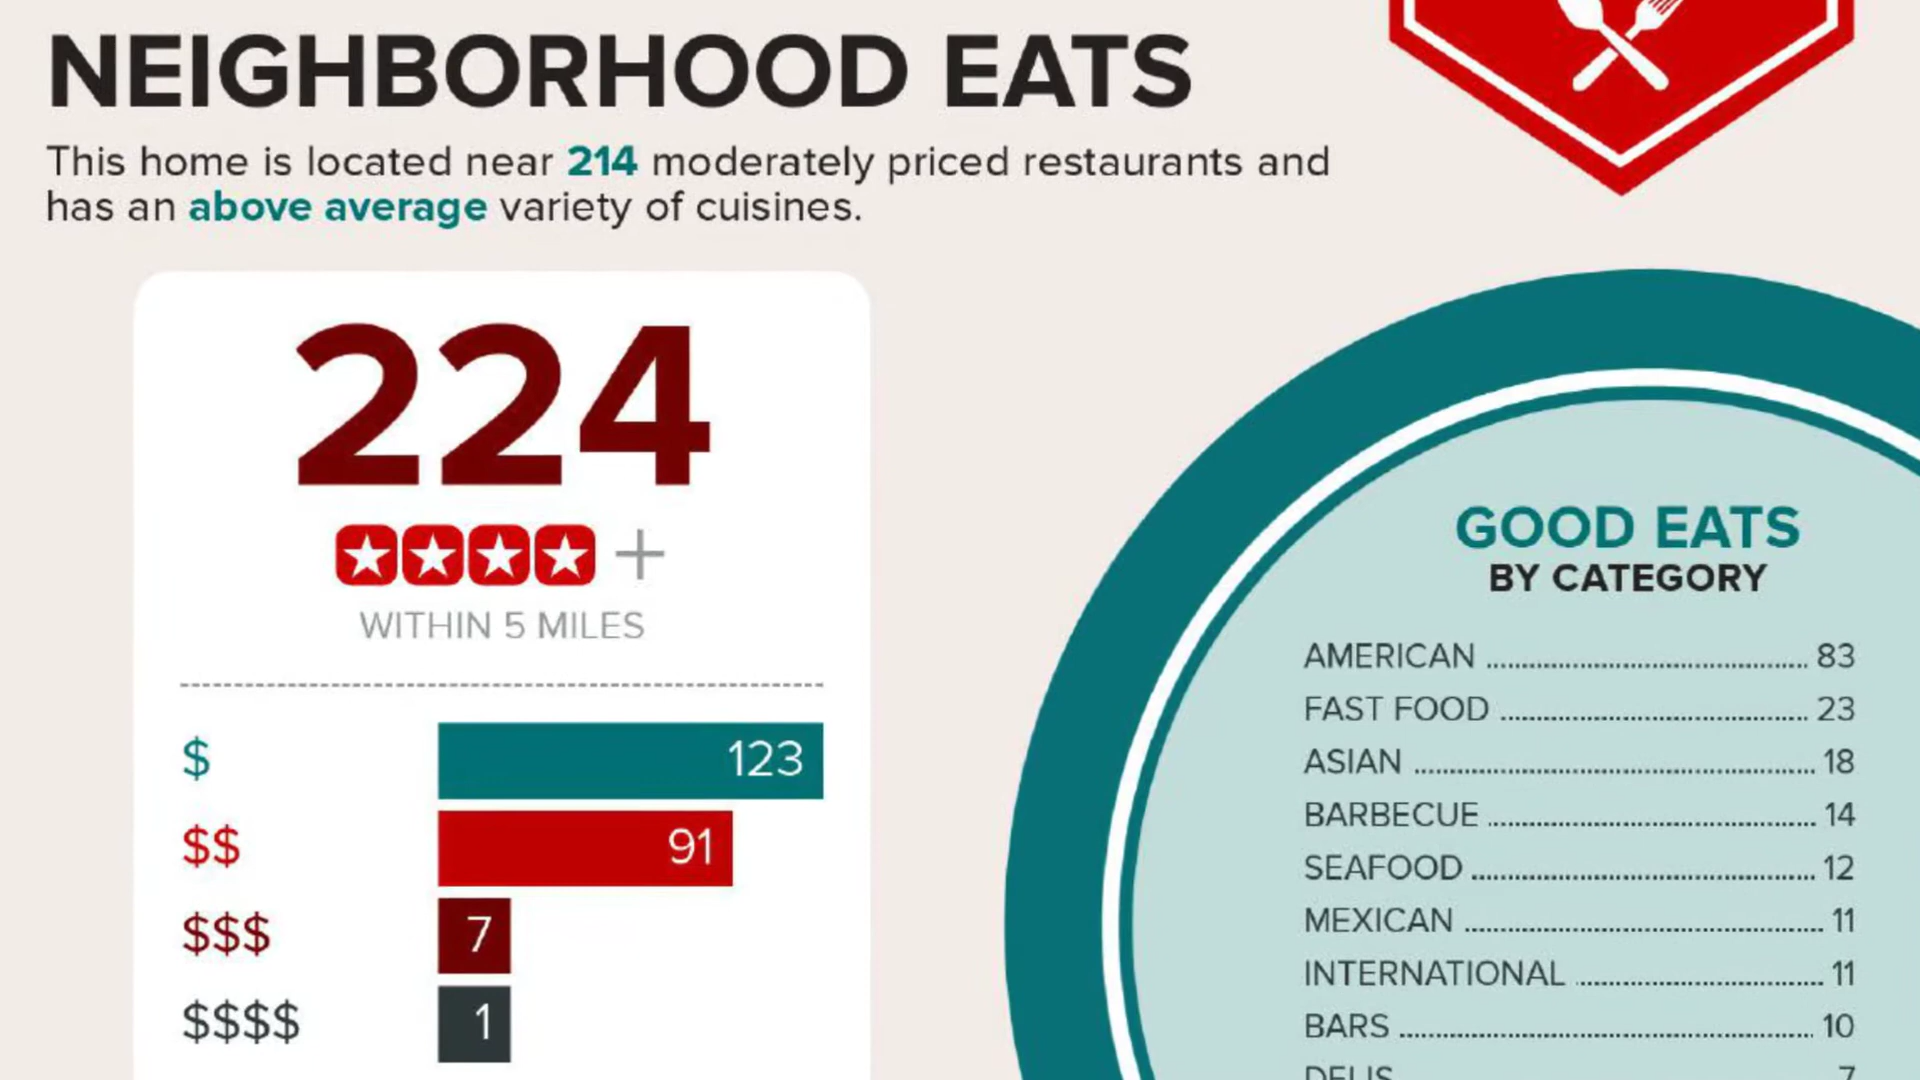 NEIGHBORHOOD EATS
This home is located near 214 moderately priced restaurants and
has an above average variety of cuisines.
224
+
WITHIN 5 MILES
$ 123
$$ 91
$$$ 7
$$$$ 1
GOOD EATS
BY CATEGORY
AMERICAN ........ 83
FAST FOOD ........ 23
ASIAN ........ 18
BARBECUE ........ 14
SEAFOOD ........ 12
MEXICAN ........ 11
INTERNATIONAL ........ 11
BARS ........ 10
DELIS ........ 7